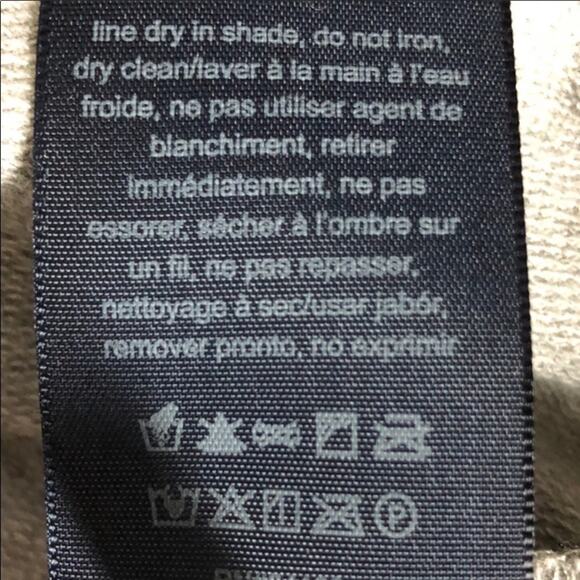 line dry in shade, do not iron,
dry clean/laver à la main à l'eau
froide, ne pas utiliser agent de
blanchiment, retirer
immédiatement, ne pas
essorer, sécher à l'ombre sur
un fil, ne pas repasser,
nettoyage à sec/usar jabór,
remover pronto, no exprimir
P